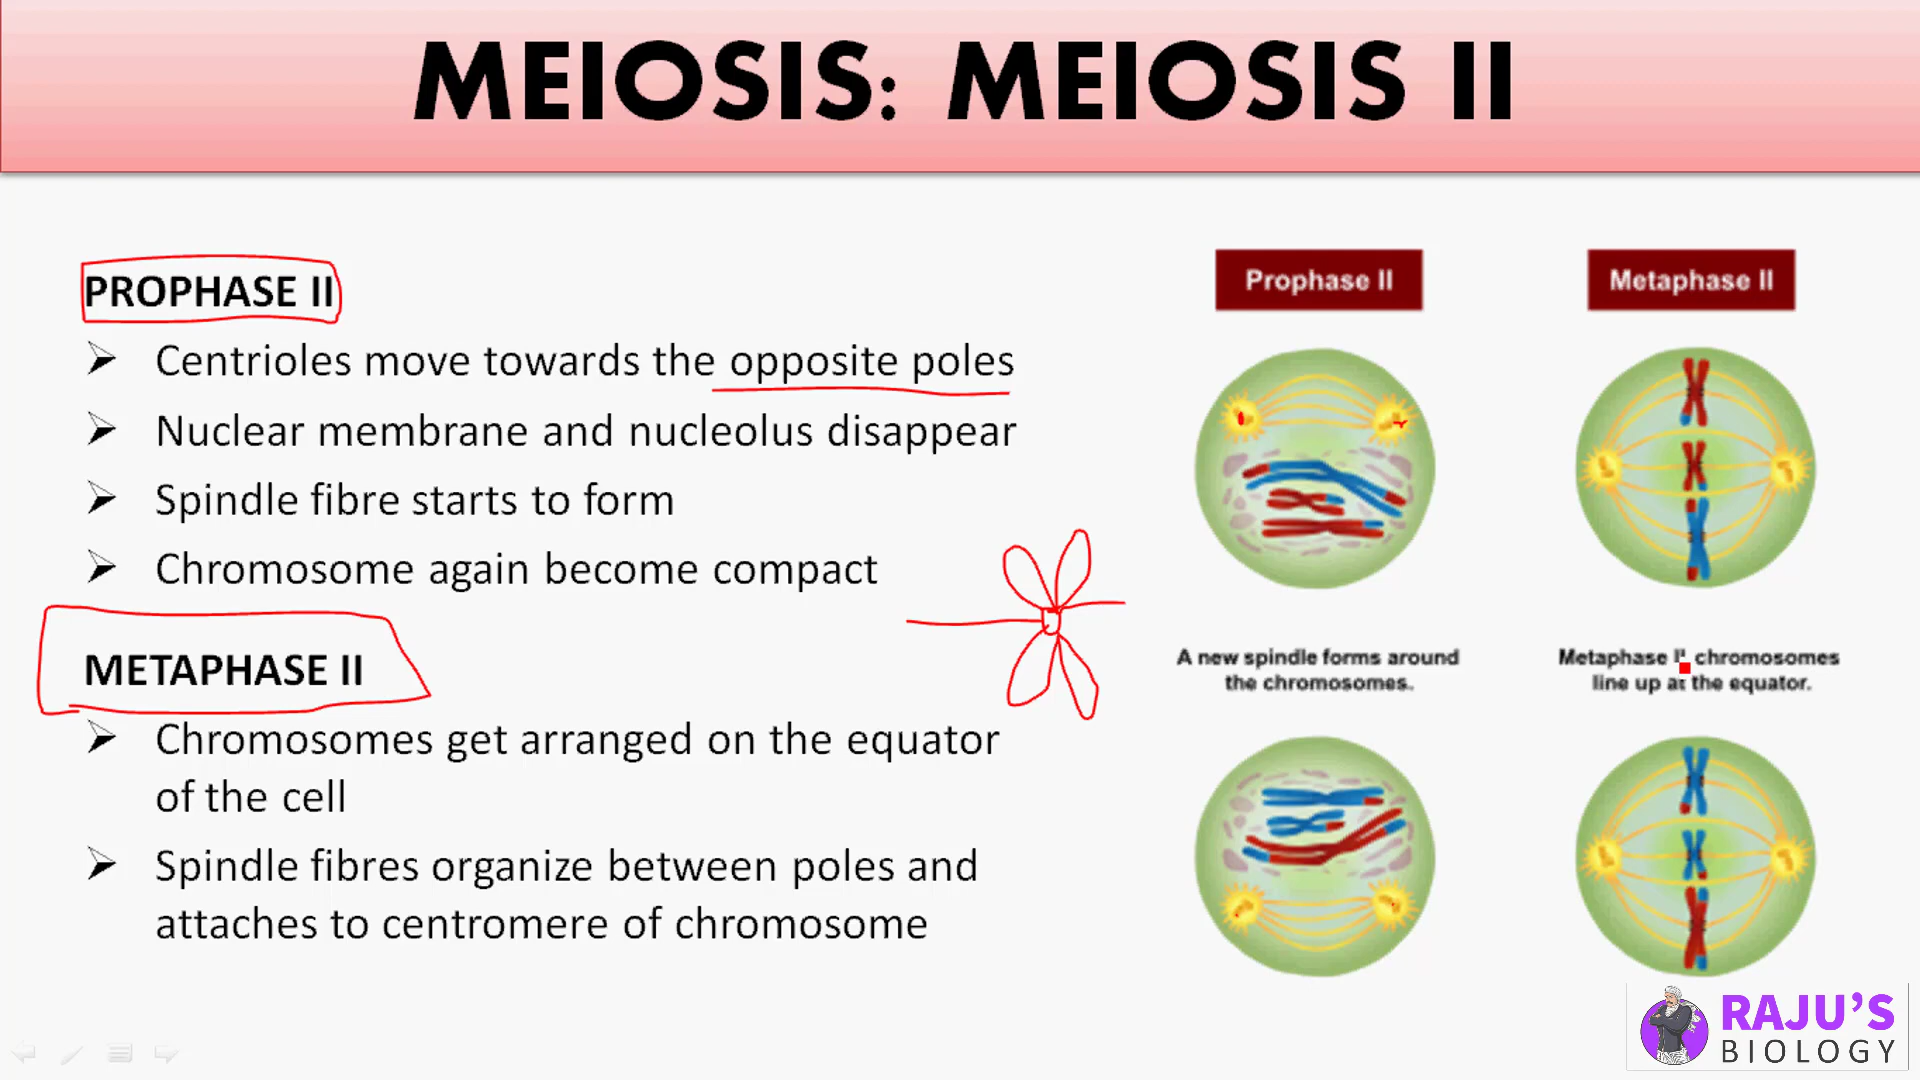 MEIOSIS: MEIOSIS II
PROPHASE II
Centrioles move towards the opposite poles
Nuclear membrane and nucleolus disappear
Spindle fibre starts to form
Chromosome again become compact
METAPHASE II
Chromosomes get arranged on the equator
of the cell
Spindle fibres organize between poles and
attaches to centromere of chromosome
Prophase II
A new spindle forms around
the chromosomes.
Metaphase II
Metaphase II chromosomes
line up at the equator.
RAJU'S
BIOLOGY